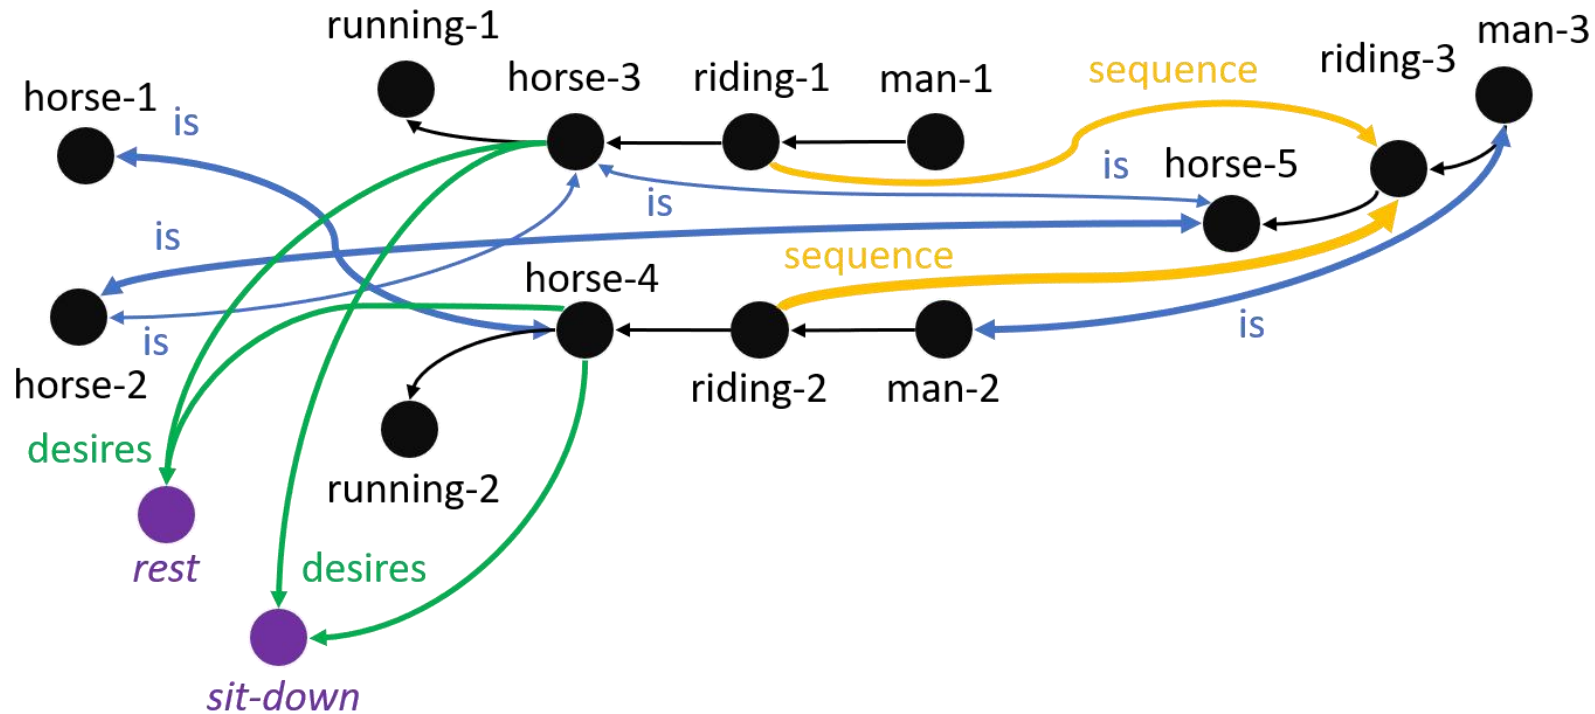 running-1
man-3
riding-3
horse-3
riding-1
man-1
sequence
horse-1
is
is
horse-5
is
is
sequence
horse-4
is
is
horse-2
riding-2
man-2
desires
running-2
rest
desires
sit-down